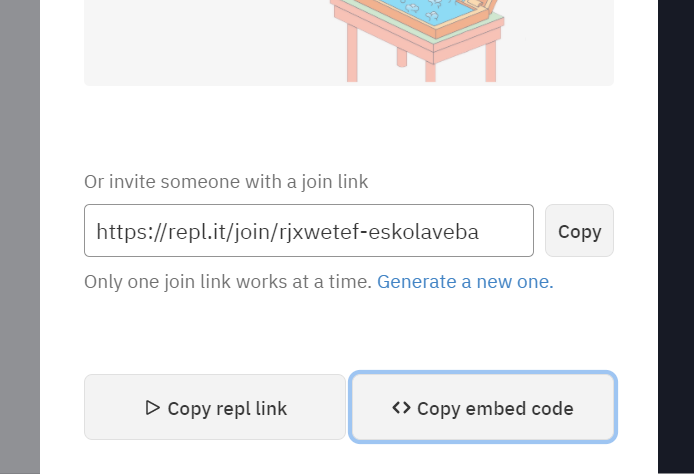 Or invite someone with a join link
https://repl.it/join/rjxwetef-eskolaveba
Copy
Only one join link works at a time. Generate a new one.
Copy repl link
Copy embed code